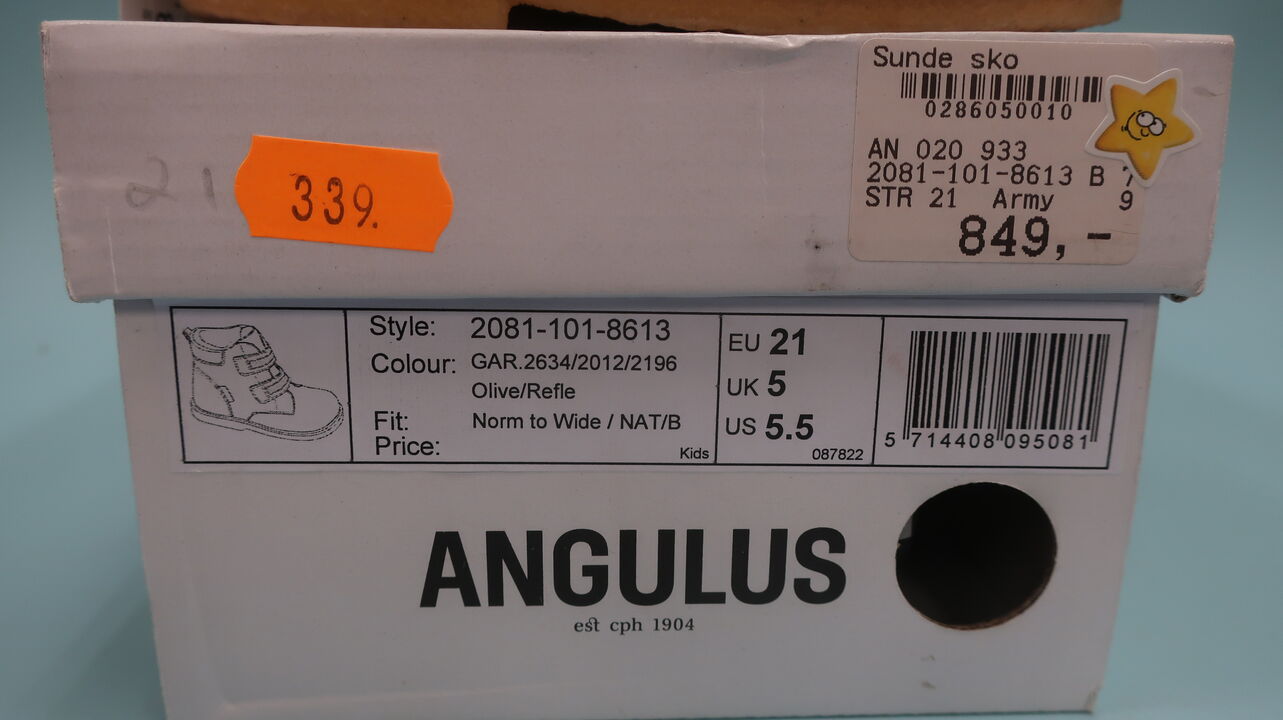 Sunde sko
0286050010
AN 020 933
2081-101-8613 B 7
STR 21 Army 9
849,-
21
339.
Style: 2081-101-8613
Colour: GAR.2634/2012/2196
Olive/Refle
Fit: Norm to Wide / NAT/B
Price:
Kids
EU 21
UK 5
US 5.5
087822
5 714408 095081
ANGULUS
est cph 1904